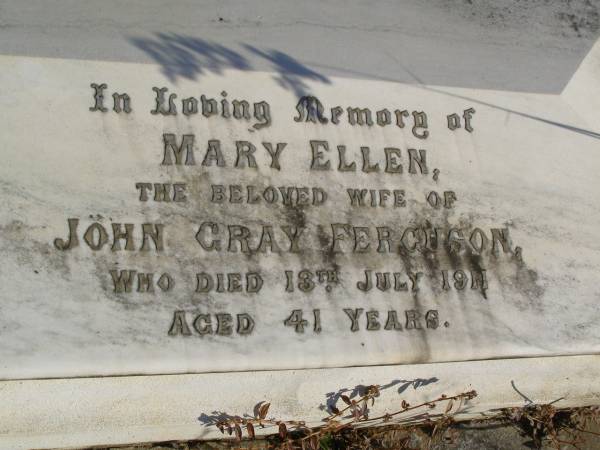 In Loving Memory of
MARY ELLEN,
THE BELOVED WIFE OF
JOHN GRAY FERGUSON,
WHO DIED 13TH JULY 1911
AGED 41 YEARS.